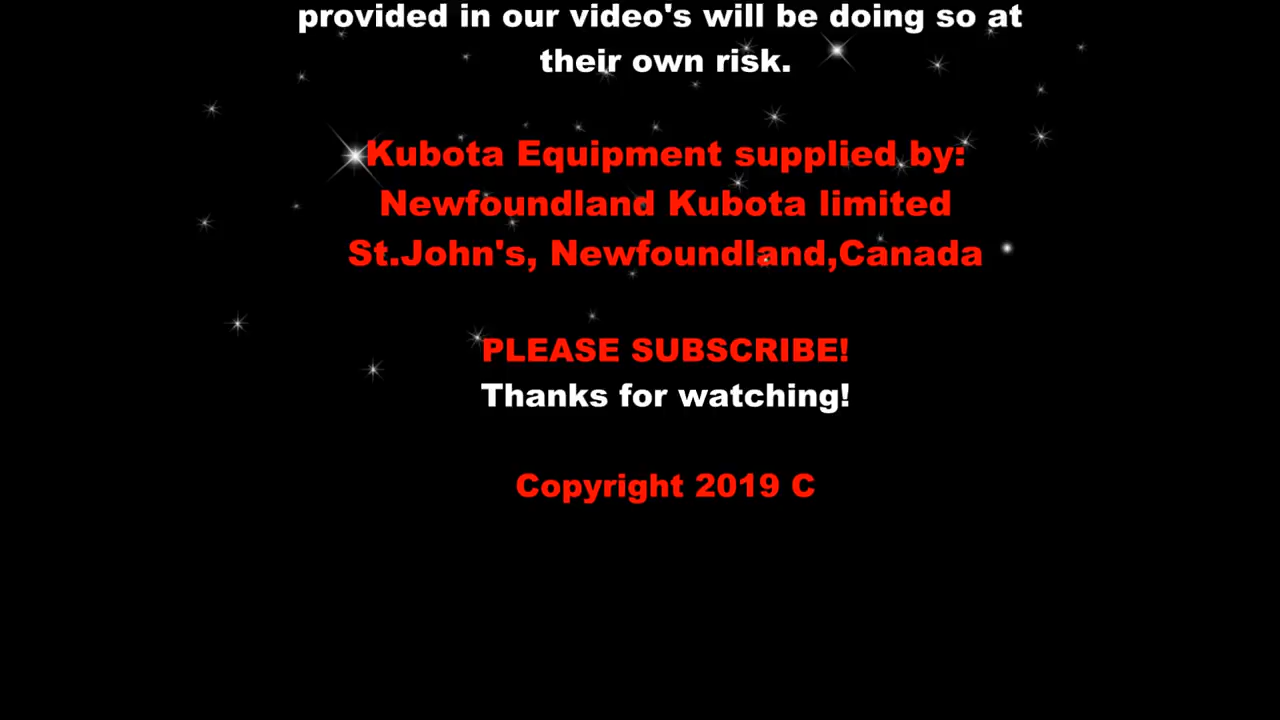 provided in our video's will be doing so at
their own risk.
Kubota Equipment supplied by:
Newfoundland Kubota limited
St.John's, Newfoundland,Canada
PLEASE SUBSCRIBE!
Thanks for watching!
Copyright 2019 C